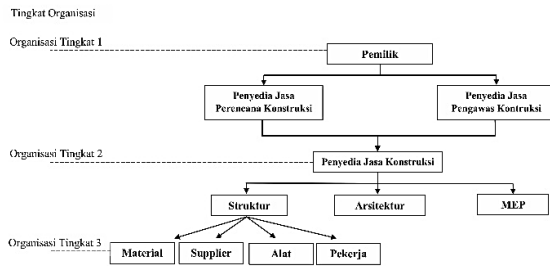 Tingkat Organisasi
Organisasi Tingkat 1
Pemilik
Penyedia Jasa
Perencana Konstruksi
Penyedia Jasa
Pengawas Kontruksi
Organisasi Tingkat 2
Penyedia Jasa Konstruksi
Struktur
Arsitektur
MEP
Organisasi Tingkat 3
Material
Supplier
Alat
Pekerja